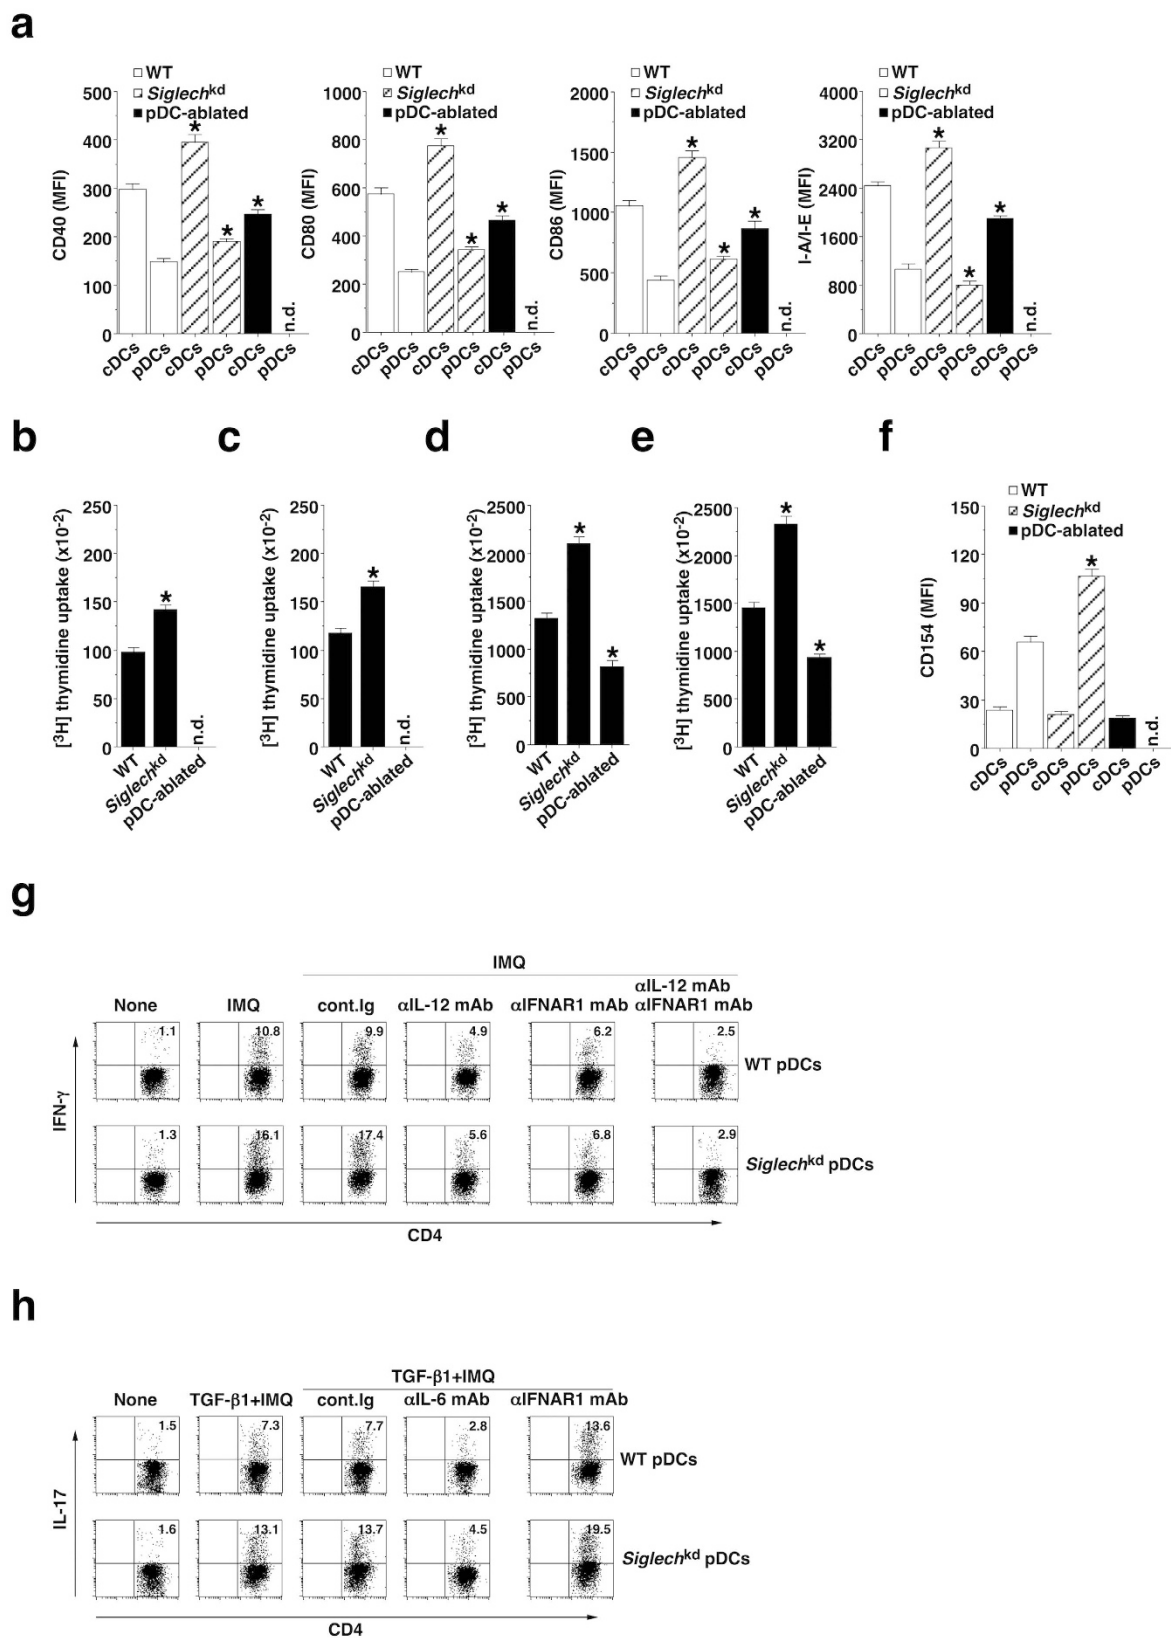 a
WT
Siglechkd
pDC-ablated
500
400
300
200
100
0
CD40 (MFI)
*
*
*
n.d.
cDCs
pDCs
cDCs
pDCs
cDCs
pDCs
WT
Siglechkd
pDC-ablated
1000
800
600
400
200
0
CD80 (MFI)
*
*
*
n.d.
cDCs
pDCs
cDCs
pDCs
cDCs
pDCs
WT
Siglechkd
pDC-ablated
2000
1500
1000
500
0
CD86 (MFI)
*
*
*
n.d.
cDCs
pDCs
cDCs
pDCs
cDCs
pDCs
WT
Siglechkd
pDC-ablated
4000
3200
2400
1600
800
0
I-A/I-E (MFI)
*
*
*
n.d.
cDCs
pDCs
cDCs
pDCs
cDCs
pDCs
b
250
200
150
100
50
0
[3H] thymidine uptake (x10-2)
*
n.d.
WT
Siglechkd
pDC-ablated
c
250
200
150
100
50
0
[3H] thymidine uptake (x10-2)
*
n.d.
WT
Siglechkd
pDC-ablated
d
2500
2000
1500
1000
500
0
[3H] thymidine uptake (x10-2)
*
*
WT
Siglechkd
pDC-ablated
e
2500
2000
1500
1000
500
0
[3H] thymidine uptake (x10-2)
*
*
WT
Siglechkd
pDC-ablated
f
WT
Siglechkd
pDC-ablated
150
120
90
60
30
0
CD154 (MFI)
*
n.d.
cDCs
pDCs
cDCs
pDCs
cDCs
pDCs
g
IMQ
None IMQ cont.Ig αIL-12 mAb αIFNAR1 mAb αIL-12 mAb
αIFNAR1 mAb
1.1 10.8 9.9 4.9 6.2 2.5
WT pDCs
1.3 16.1 17.4 5.6 6.8 2.9
Siglechkd pDCs
IFN-γ
CD4
h
TGF-β1+IMQ
None TGF-β1+IMQ cont.Ig αIL-6 mAb αIFNAR1 mAb
1.5 7.3 7.7 2.8 13.6
WT pDCs
1.6 13.1 13.7 4.5 19.5
Siglechkd pDCs
IL-17
CD4